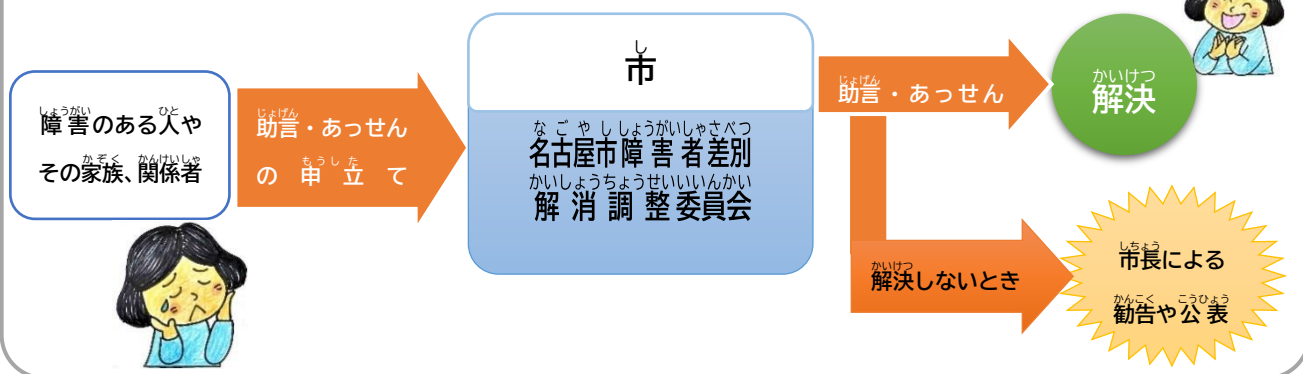 障害のある人や
その家族、関係者
助言・あっせん
の申立て
市
名古屋市障害者差別
解消調整委員会
助言・あっせん
解決
解決しないとき
市長による
勧告や公表